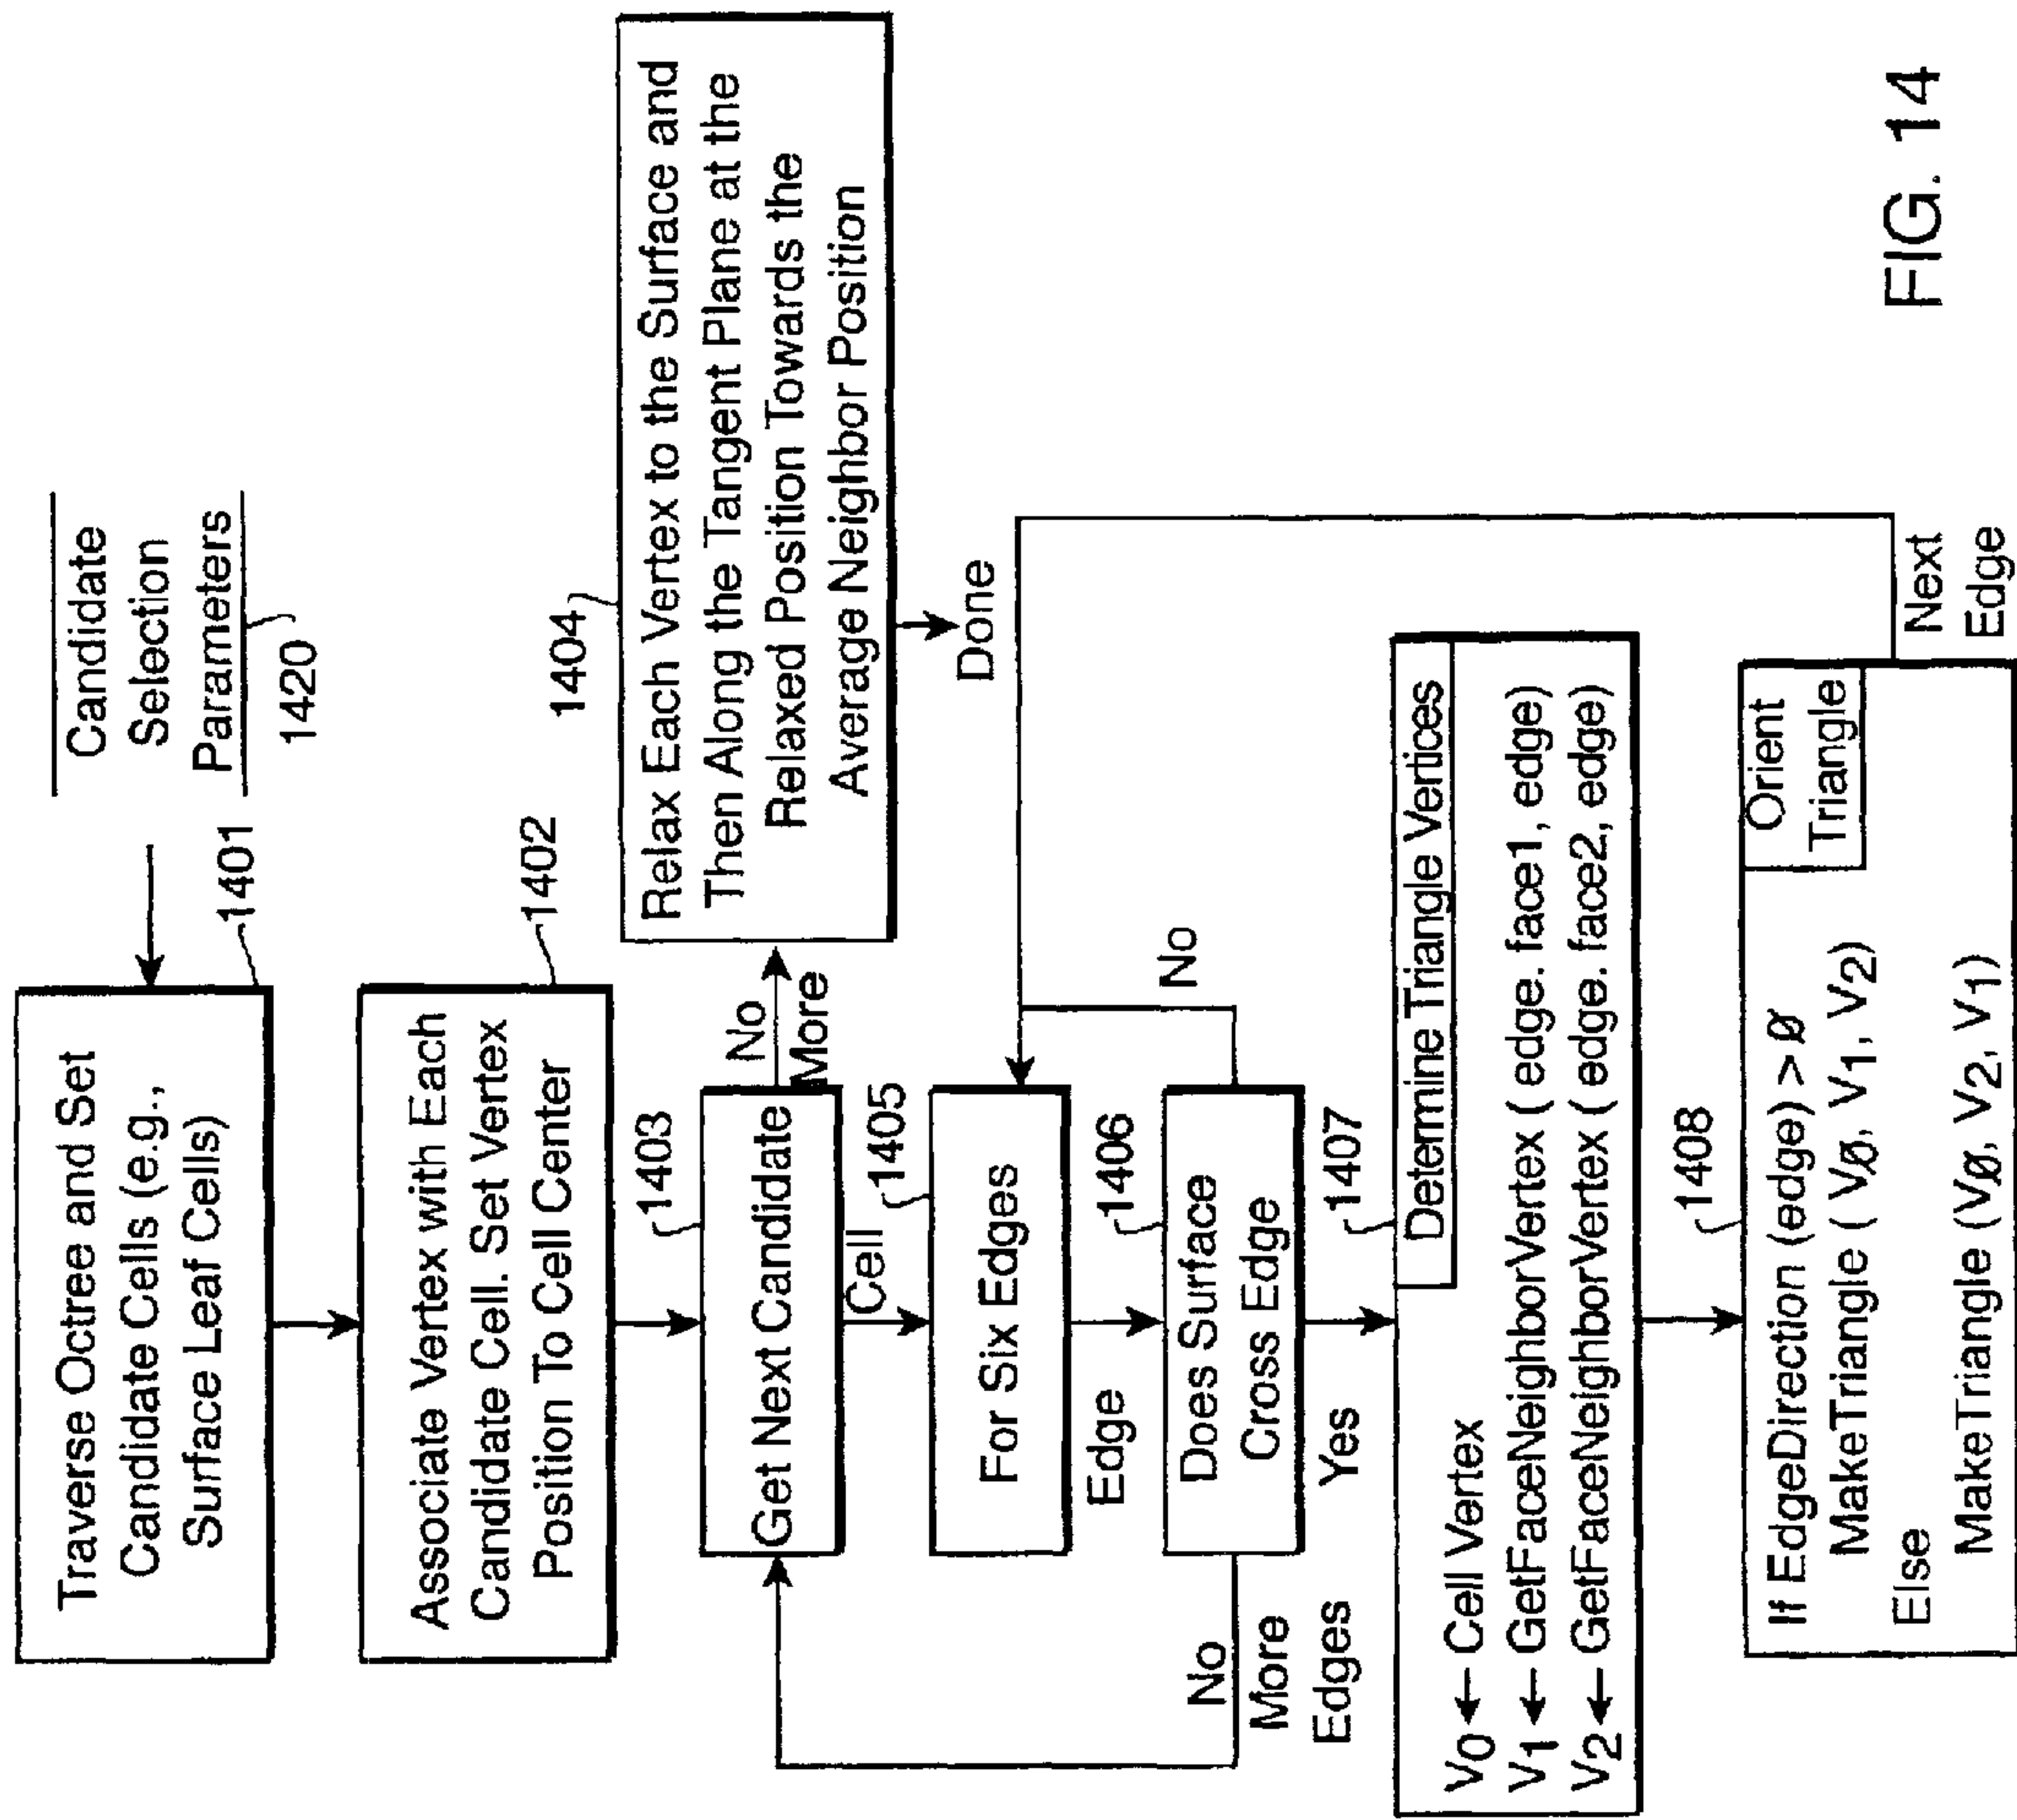 Candidate
Selection
Parameters
1420
Traverse Octree and Set
Candidate Cells (e.g.,
Surface Leaf Cells)
1401
Associate Vertex with Each
Candidate Cell. Set Vertex
Position To Cell Center
1402
Get Next Candidate
1403
No
More
Relax Each Vertex to the Surface and
Then Along the Tangent Plane at the
Relaxed Position Towards the
Average Neighbor Position
1404
Done
Cell
For Six Edges
1405
Edge
Does Surface
Cross Edge
1406
No
No
More
Edges
Yes
1407
Determine Triangle Vertices
V0 ← Cell Vertex
V1 ← GetFaceNeighborVertex ( edge. face1, edge)
V2 ← GetFaceNeighborVertex ( edge. face2, edge)
1408
Orient
Triangle
If EdgeDirection (edge) > Ø
MakeTriangle ( VØ, V1, V2)
Else
MakeTriangle (VØ, V2, V1)
Next
Edge
FIG. 14